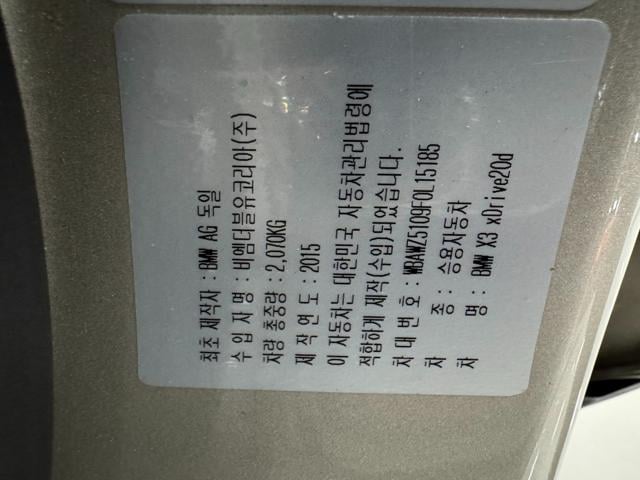 최초 제작자 : BMW AG 독일
수 입 자 명 : 비엠더블유코리아(주)
차량 총중량 : 2,070KG
제 작 연 도 : 2015
이 자동차는 대한민국 자동차관리법령에
적합하게 제작(수입)되었습니다.
차 대 번 호 : WBAWZ5109F0L15185
차 종 : 승용자동차
차 명 : BMW X3 xDrive20d